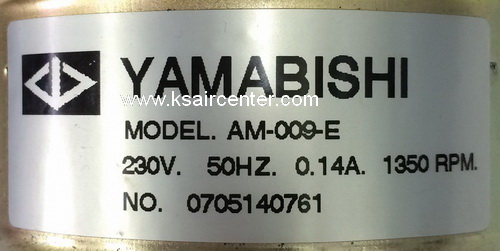 YAMABISHI
www.ksaircenter.com
MODEL. AM-009-E
230V. 50HZ. 0.14A. 1350 RPM.
NO. 0705140761